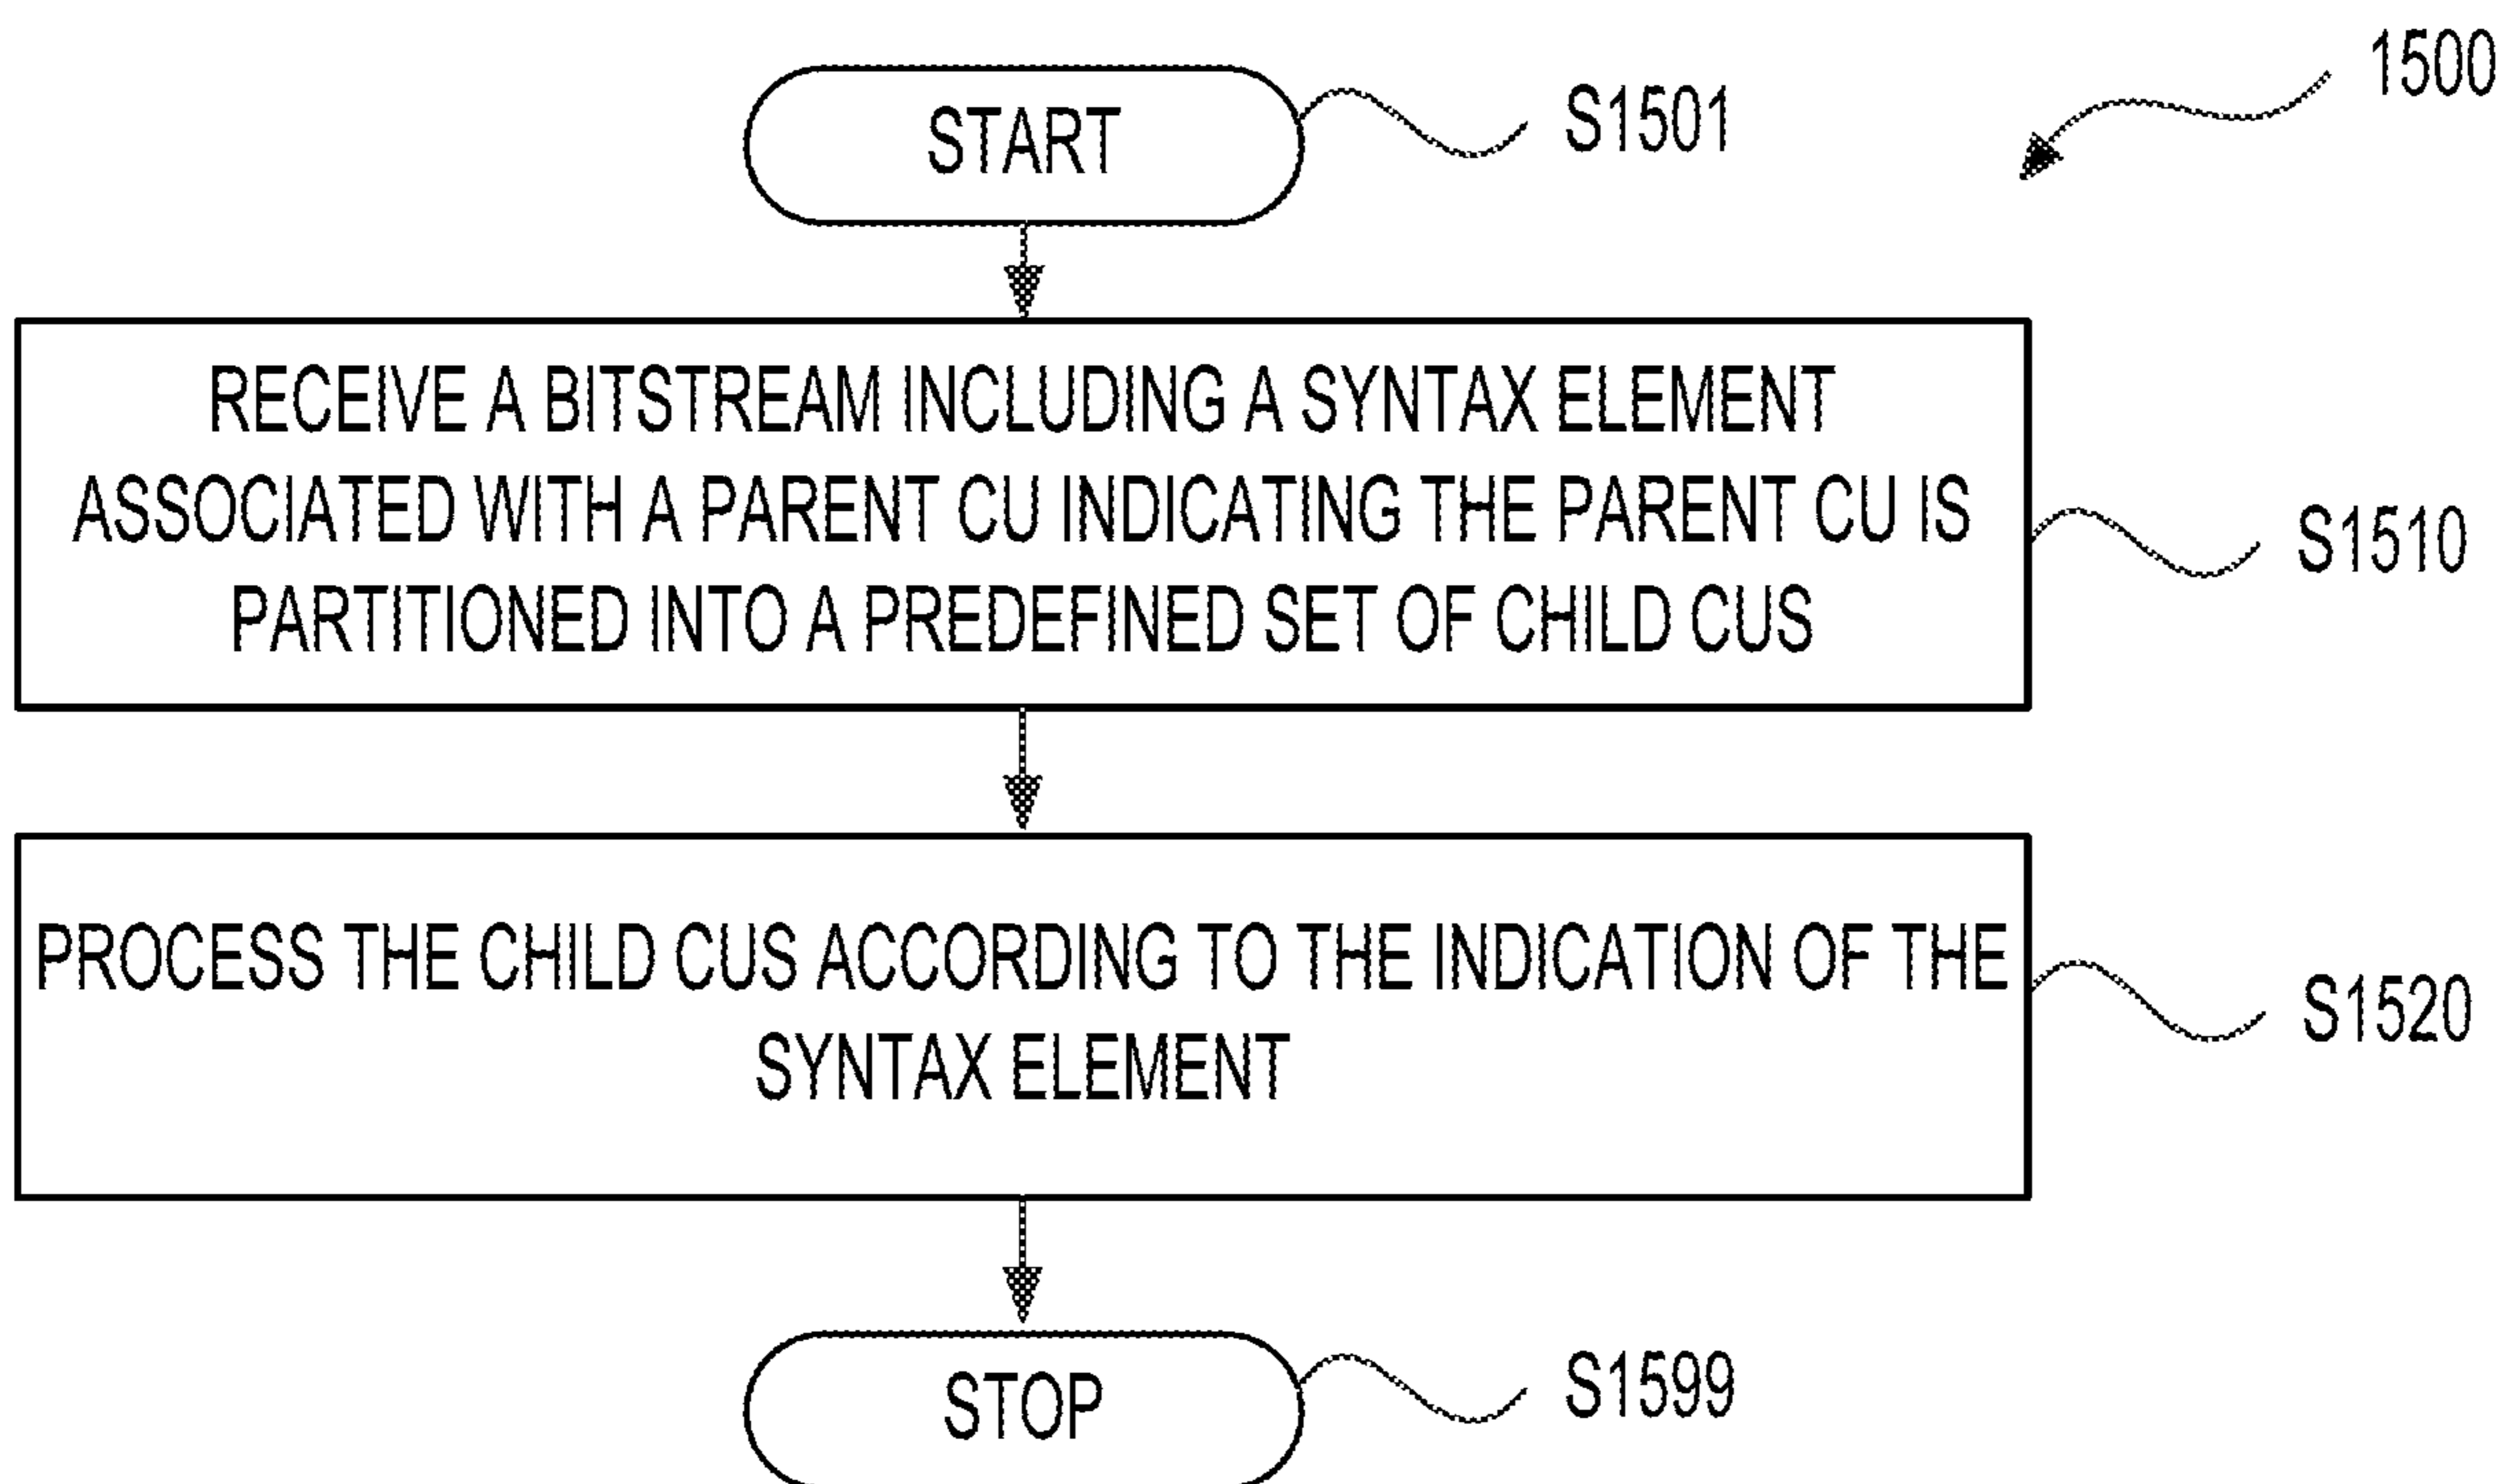 1500
START
S1501
RECEIVE A BITSTREAM INCLUDING A SYNTAX ELEMENT
ASSOCIATED WITH A PARENT CU INDICATING THE PARENT CU IS
PARTITIONED INTO A PREDEFINED SET OF CHILD CUS
S1510
PROCESS THE CHILD CUS ACCORDING TO THE INDICATION OF THE
SYNTAX ELEMENT
S1520
STOP
S1599